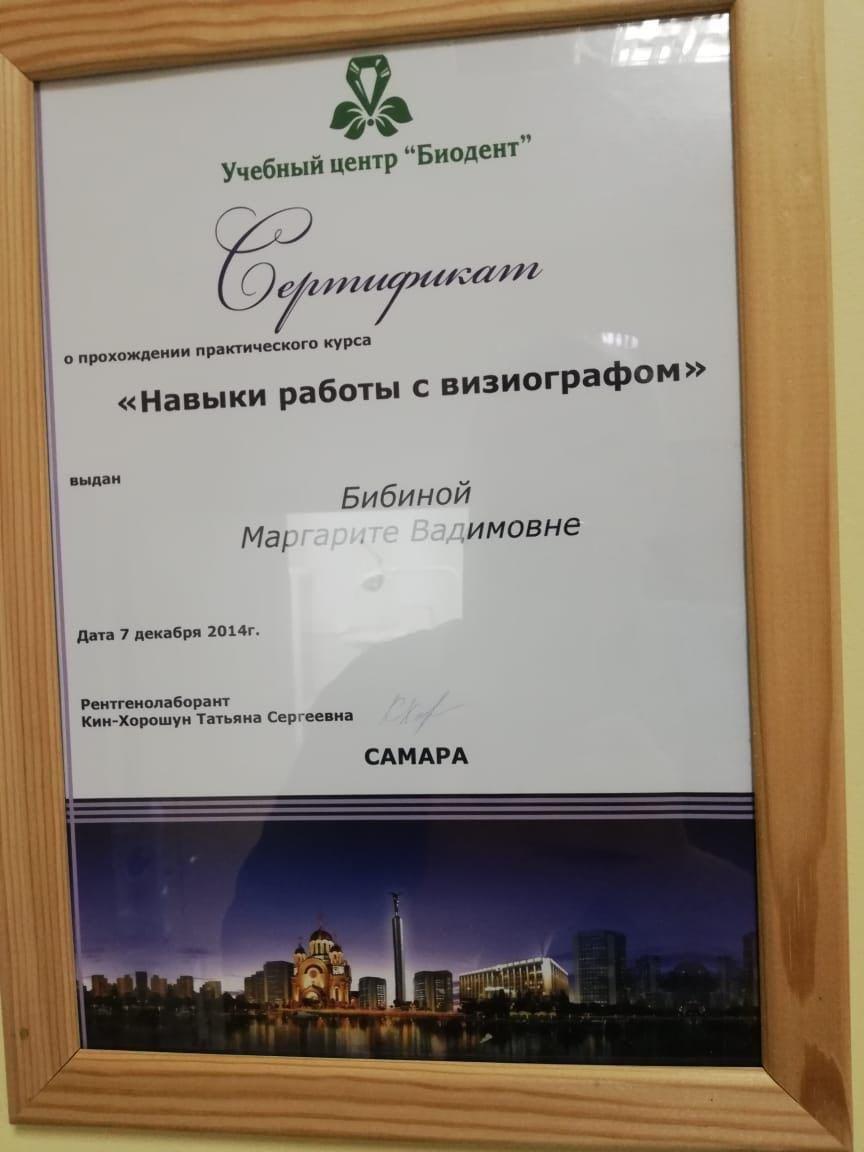 Учебный центр “Биодент”
Сертификат
о прохождении практического курса
«Навыки работы с визиографом»
выдан
Бибиной
Маргарите Вадимовне
Дата 7 декабря 2014г.
Рентгенолаборант
Кин-Хорошун Татьяна Сергеевна
САМАРА